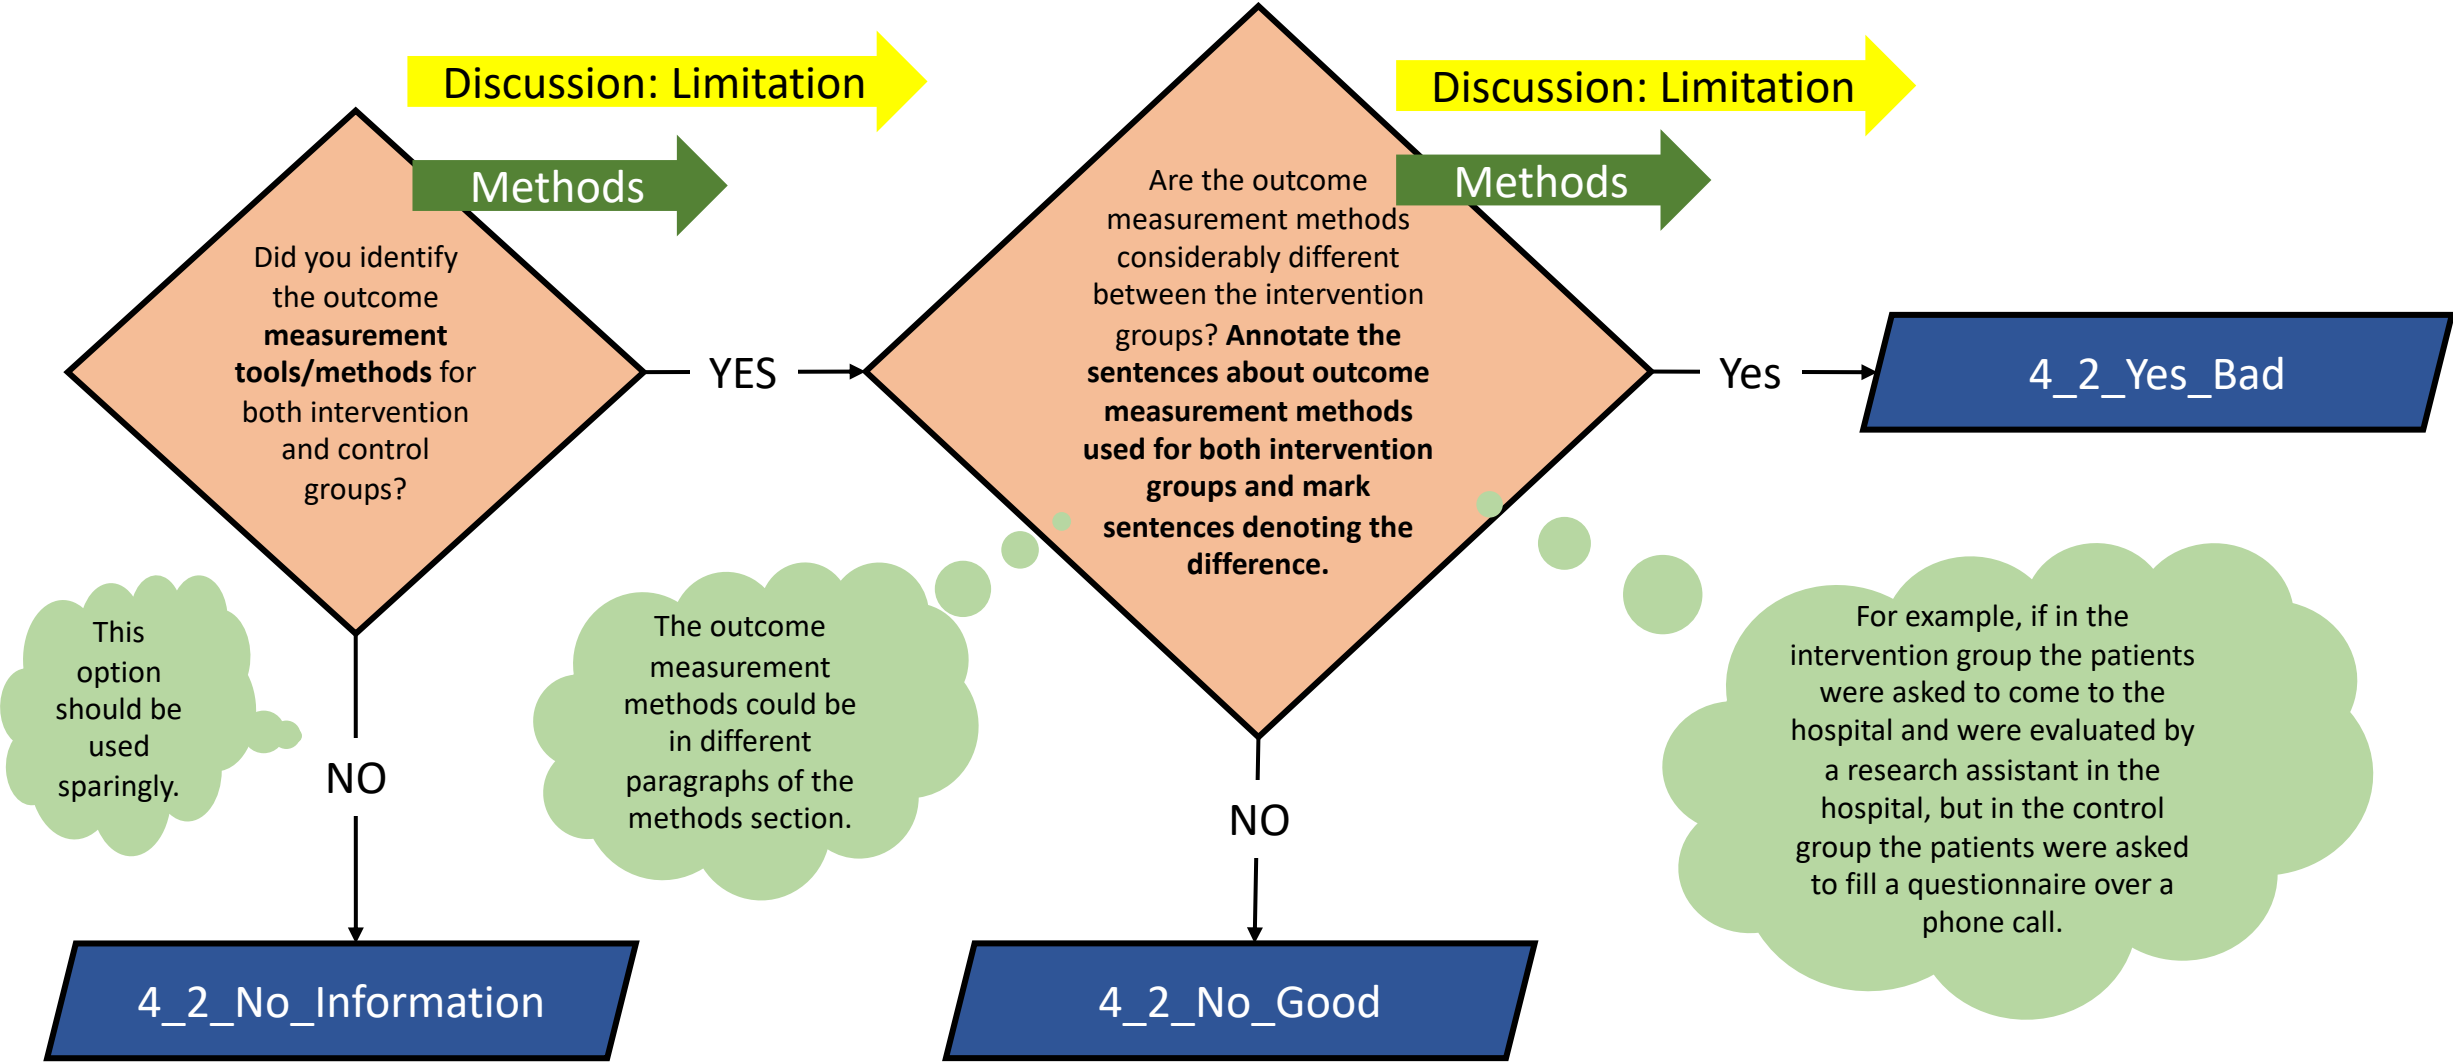 Discussion: Limitation
Methods
Did you identify
the outcome
measurement
tools/methods for
both intervention
and control
groups?
YES
Discussion: Limitation
Methods
Are the outcome
measurement methods
considerably different
between the intervention
groups? Annotate the
sentences about outcome
measurement methods
used for both intervention
groups and mark
sentences denoting the
difference.
Yes
4_2_Yes_Bad
This
option
should be
used
sparingly.
NO
The outcome
measurement
methods could be
in different
paragraphs of the
methods section.
NO
For example, if in the
intervention group the patients
were asked to come to the
hospital and were evaluated by
a research assistant in the
hospital, but in the control
group the patients were asked
to fill a questionnaire over a
phone call.
4_2_No_Information
4_2_No_Good